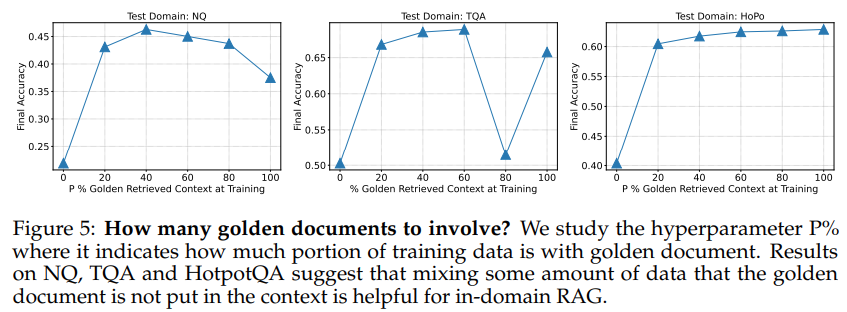 Test Domain: NQ
Final Accuracy
0.45
0.40
0.35
0.30
0.25
0 20 40 60 80 100
P % Golden Retrieved Context at Training
Test Domain: TQA
Final Accuracy
0.65
0.60
0.55
0.50
0 20 40 60 80 100
% Golden Retrieved Context at Training
Test Domain: HoPo
Final Accuracy
0.60
0.55
0.50
0.45
0.40
0 20 40 60 80 100
P % Golden Retrieved Context at Training
Figure 5: How many golden documents to involve? We study the hyperparameter P%
where it indicates how much portion of training data is with golden document. Results
on NQ, TQA and HotpotQA suggest that mixing some amount of data that the golden
document is not put in the context is helpful for in-domain RAG.